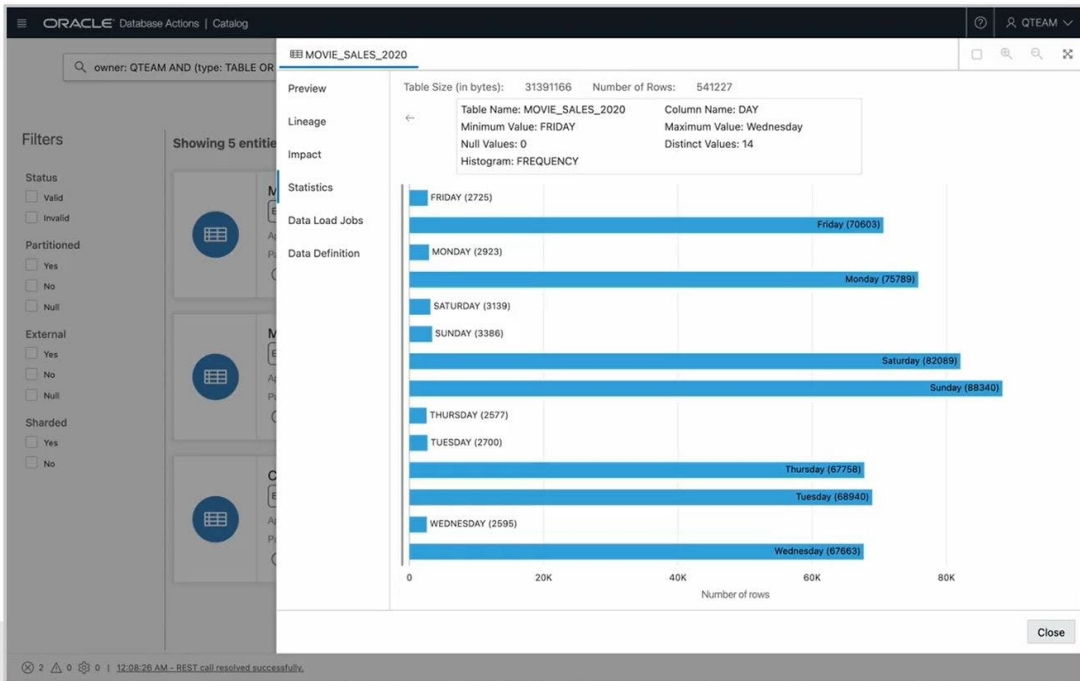 ORACLE Database Actions | Catalog
QTEAM
owner: QTEAM AND (type: TABLE OR
Filters
Showing 5 entitie
Status
Valid
Invalid
Partitioned
Yes
No
Null
External
Yes
No
Null
Sharded
Yes
No
MOVIE_SALES_2020
Preview
Lineage
Impact
Statistics
Data Load Jobs
Data Definition
Table Size (in bytes): 31391166 Number of Rows: 541227
Table Name: MOVIE_SALES_2020 Column Name: DAY
Minimum Value: FRIDAY Maximum Value: Wednesday
Null Values: 0 Distinct Values: 14
Histogram: FREQUENCY
FRIDAY (2725)
Friday (70603)
MONDAY (2923)
Monday (75789)
SATURDAY (3139)
SUNDAY (3386)
Saturday (82089)
Sunday (88340)
THURSDAY (2577)
TUESDAY (2700)
Thursday (67758)
Tuesday (68940)
WEDNESDAY (2595)
Wednesday (67663)
0 20K 40K 60K 80K
Number of rows
Close
2 0 0 | 12:08:26 AM - REST call resolved successfully.